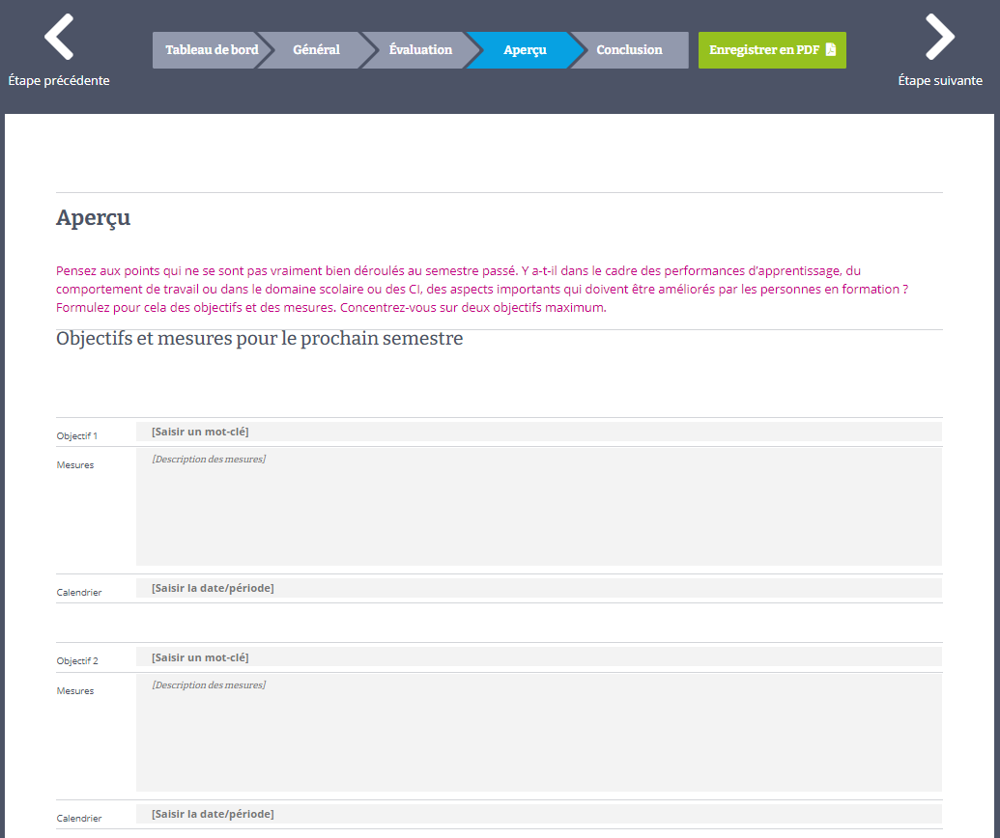 Étape précédente
Tableau de bord
Général
Évaluation
Aperçu
Conclusion
Enregistrer en PDF
Étape suivante
Aperçu
Pensez aux points qui ne se sont pas vraiment bien déroulés au semestre passé. Y a-t-il dans le cadre des performances d'apprentissage, du
comportement de travail ou dans le domaine scolaire ou des CI, des aspects importants qui doivent être améliorés par les personnes en formation ?
Formulez pour cela des objectifs et des mesures. Concentrez-vous sur deux objectifs maximum.
Objectifs et mesures pour le prochain semestre
Objectif 1 [Saisir un mot-clé]
Mesures [Description des mesures]
Calendrier [Saisir la date/période]
Objectif 2 [Saisir un mot-clé]
Mesures [Description des mesures]
Calendrier [Saisir la date/période]